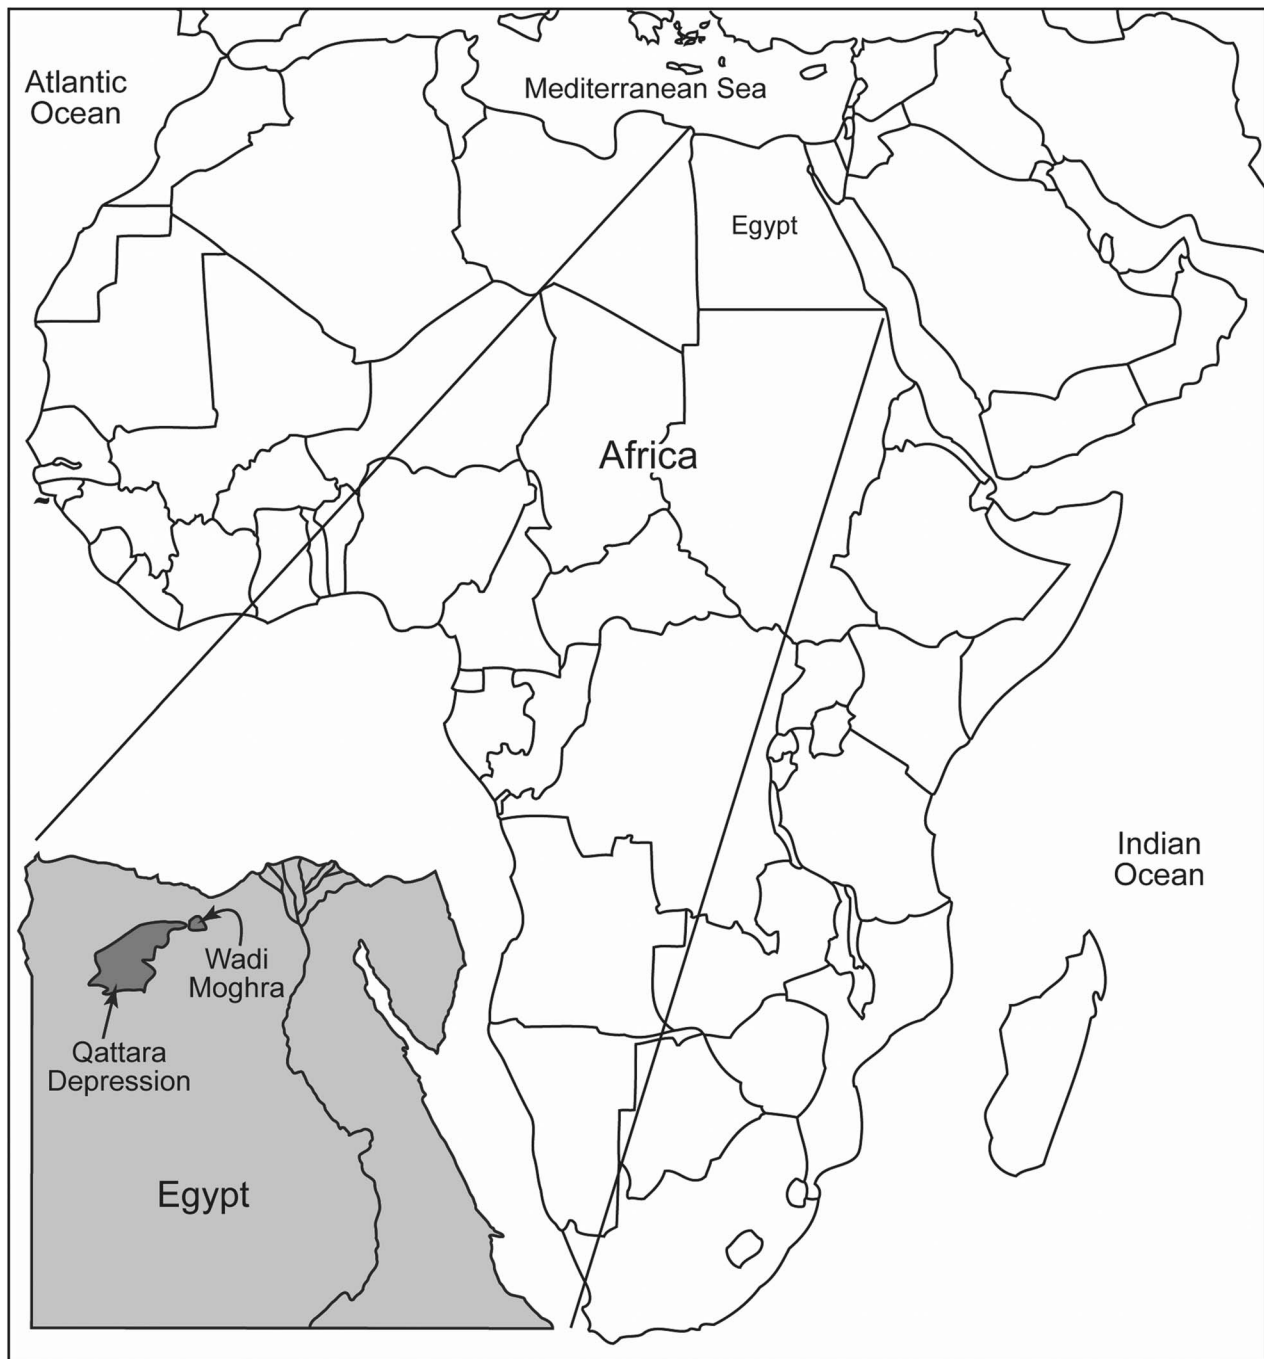 Atlantic
Ocean
Mediterranean Sea
Egypt
Africa
Indian
Ocean
Wadi
Moghra
Qattara
Depression
Egypt